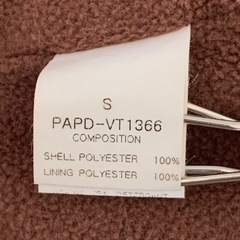 S
PAPD-VT1366
COMPOSITION
SHELL POLYESTER 100%
LINING POLYESTER 100%